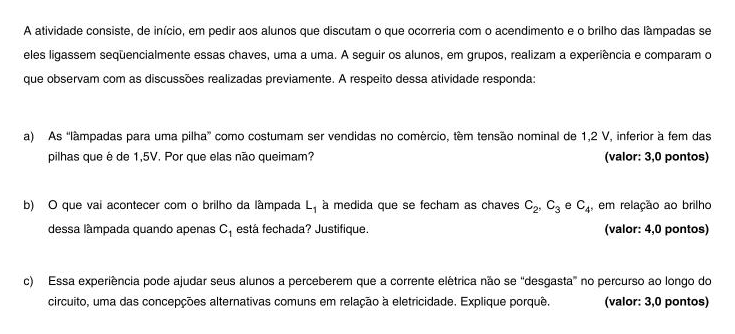 A atividade consiste, de início, em pedir aos alunos que discutam o que ocorreria com o acendimento e o brilho das lâmpadas se
eles ligassem seqüencialmente essas chaves, uma a uma. A seguir os alunos, em grupos, realizam a experiência e comparam o
que observam com as discussões realizadas previamente. A respeito dessa atividade responda:
a) As “lâmpadas para uma pilha” como costumam ser vendidas no comércio, têm tensão nominal de 1,2 V, inferior à fem das
pilhas que é de 1,5V. Por que elas não queimam? (valor: 3,0 pontos)
b) O que vai acontecer com o brilho da lâmpada L₁ à medida que se fecham as chaves C₂, C₃ e C₄, em relação ao brilho
dessa lâmpada quando apenas C₁ está fechada? Justifique. (valor: 4,0 pontos)
c) Essa experiência pode ajudar seus alunos a perceberem que a corrente elétrica não se “desgasta” no percurso ao longo do
circuito, uma das concepções alternativas comuns em relação à eletricidade. Explique porquê. (valor: 3,0 pontos)